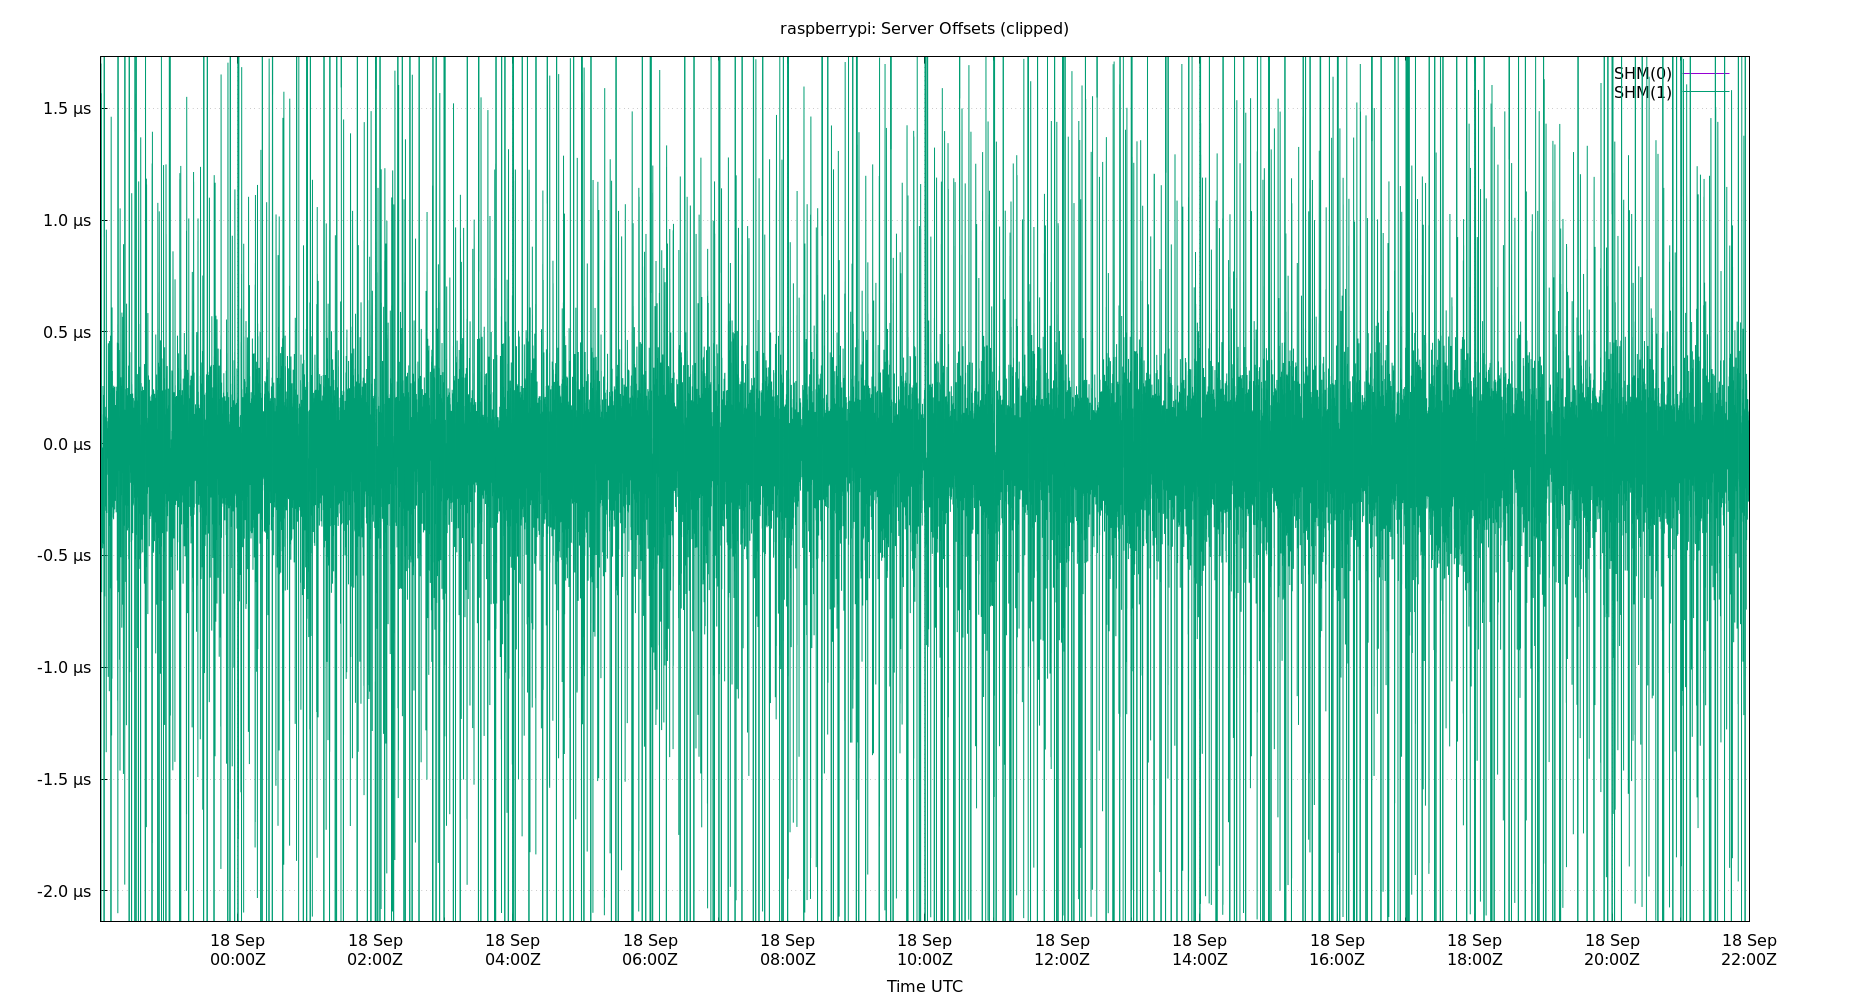 raspberrypi: Server Offsets (clipped)
SHM(0)
SHM(1)
1.5 µs
1.0 µs
0.5 µs
0.0 µs
-0.5 µs
-1.0 µs
-1.5 µs
-2.0 µs
18 Sep 18 Sep 18 Sep 18 Sep 18 Sep 18 Sep 18 Sep 18 Sep 18 Sep 18 Sep 18 Sep 18 Sep
00:00Z 02:00Z 04:00Z 06:00Z 08:00Z 10:00Z 12:00Z 14:00Z 16:00Z 18:00Z 20:00Z 22:00Z
Time UTC